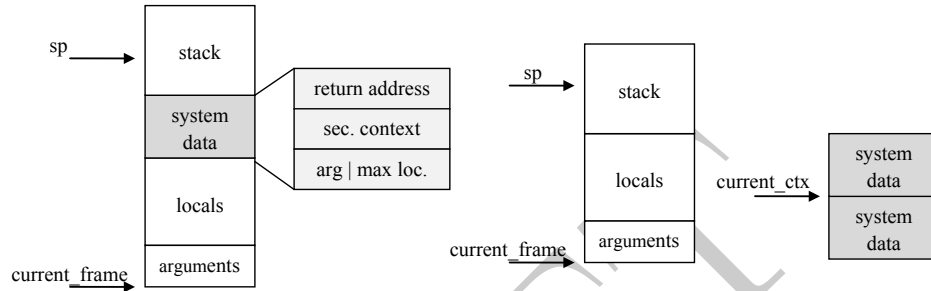 sp
stack
system
data
return address
sec. context
arg | max loc.
locals
arguments
current_frame
sp
stack
locals
arguments
current_frame
current_ctx
system
data
system
data